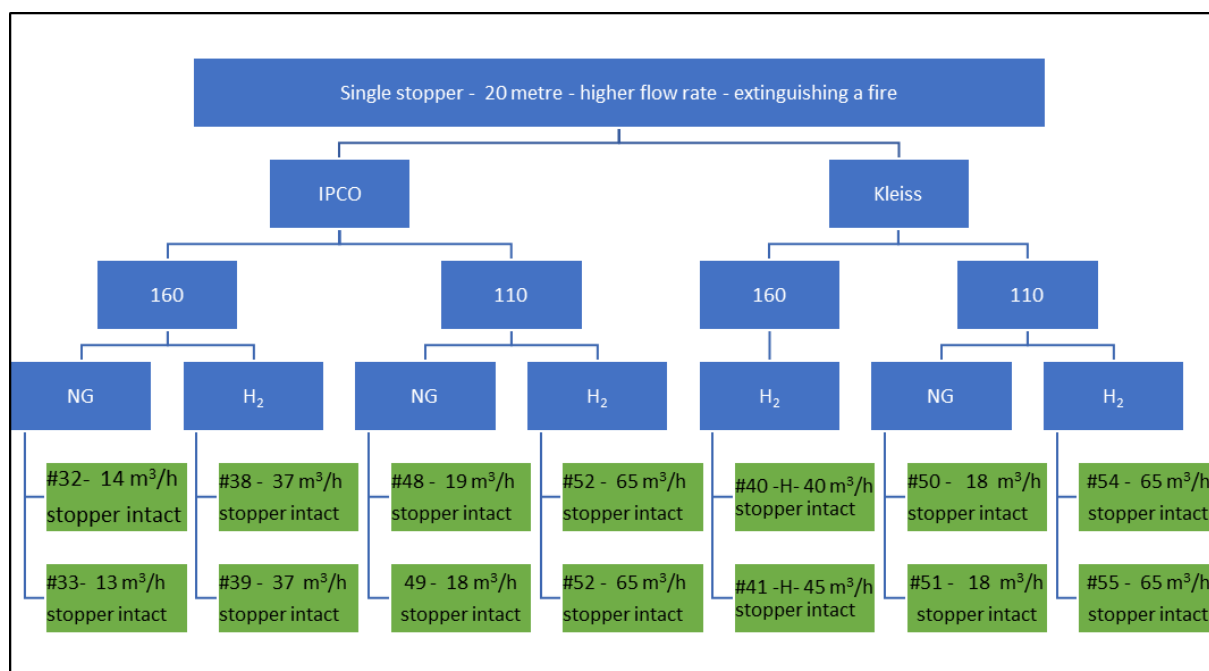 Single stopper - 20 metre - higher flow rate - extinguishing a fire
IPCO
Kleiss
160
110
160
110
NG
H₂
NG
H₂
H₂
NG
H₂
#32- 14 m³/h
stopper intact
#38 - 37 m³/h
stopper intact
#48 - 19 m³/h
stopper intact
#52 - 65 m³/h
stopper intact
#40 -H- 40 m³/h
stopper intact
#50 - 18 m³/h
stopper intact
#54 - 65 m³/h
stopper intact
#33- 13 m³/h
stopper intact
#39 - 37 m³/h
stopper intact
49 - 18 m³/h
stopper intact
#52 - 65 m³/h
stopper intact
#41 -H- 45 m³/h
stopper intact
#51 - 18 m³/h
stopper intact
#55 - 65 m³/h
stopper intact